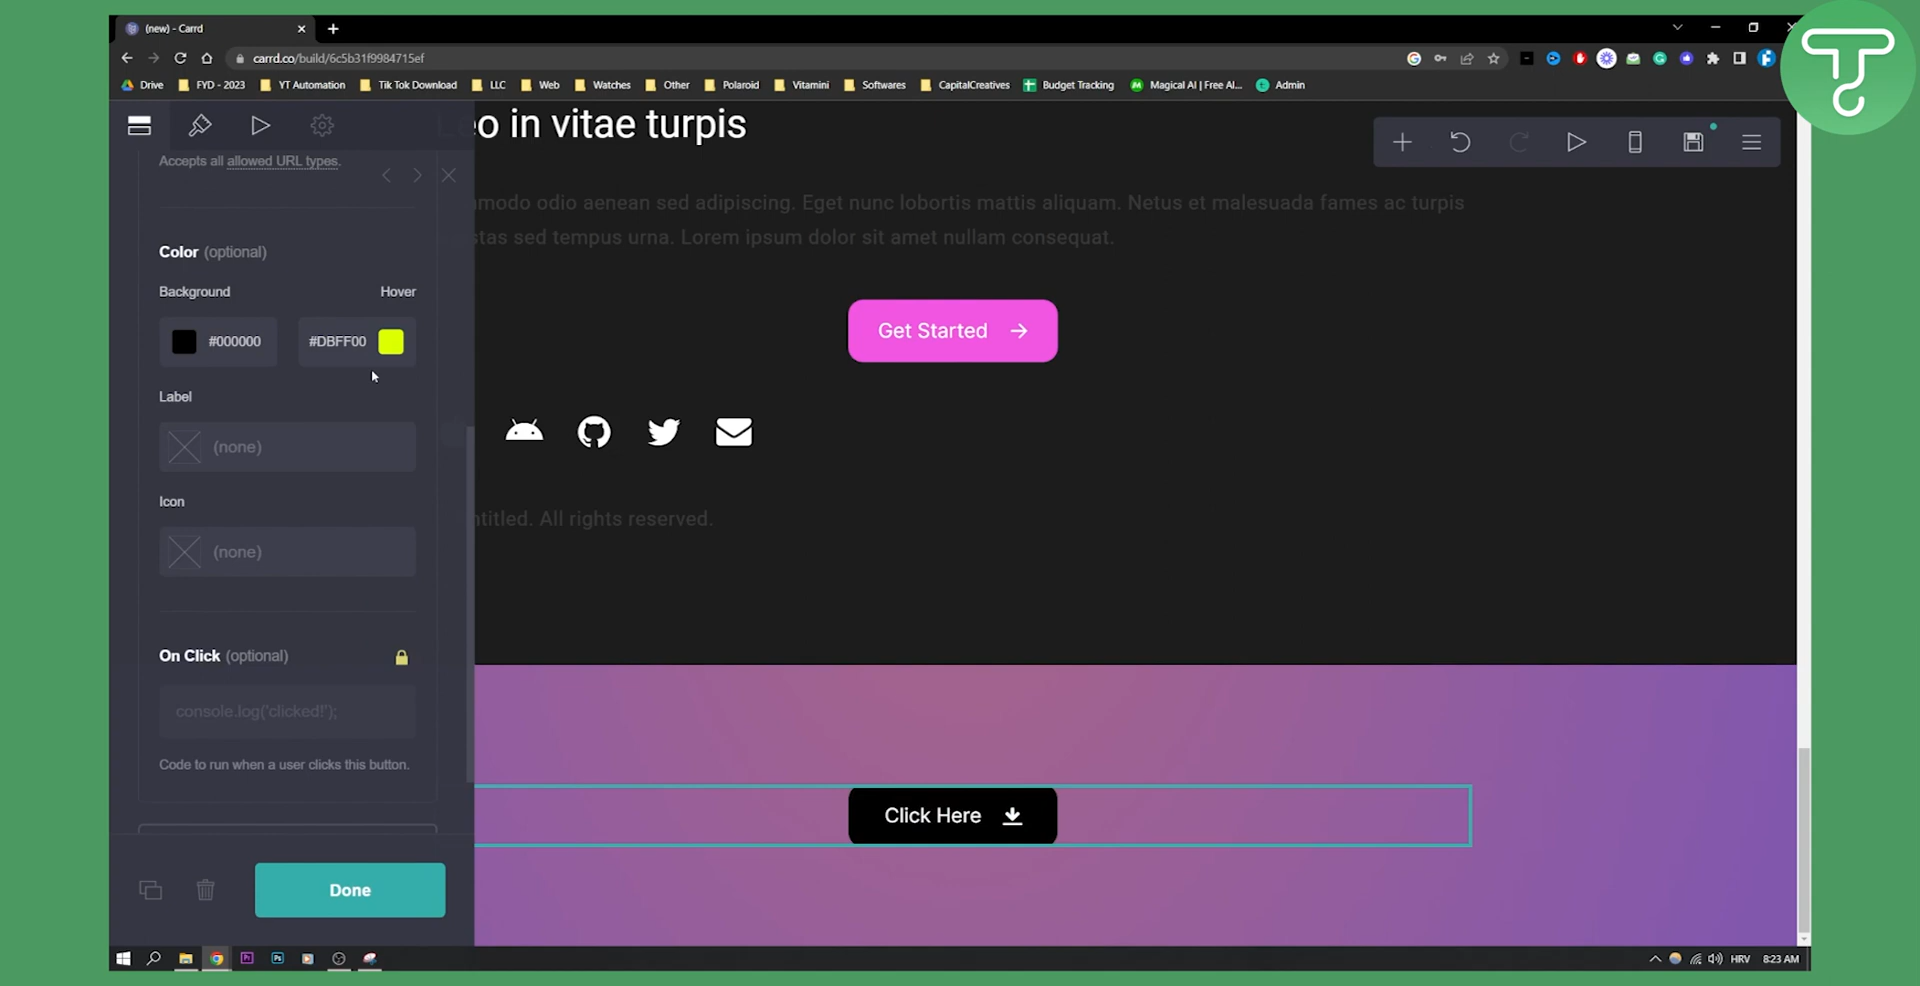 (new) - Carrd
carrd.co/build/6c5b31f9984715ef
Drive FYD - 2023 YT Automation Tik Tok Download LLC Web Watches Other Polaroid Vitamini Softwares CapitalCreatives Budget Tracking Magical AI | Free AI... Admin
eo in vitae turpis
Accepts all allowed URL types.
modo odio aenean sed adipiscing. Eget nunc lobortis mattis aliquam. Netus et malesuada fames ac turpis
stas sed tempus urna. Lorem ipsum dolor sit amet nullam consequat.
Color (optional)
Background Hover
#000000 #DBFF00
Get Started
Label
(none)
Icon
(none)
ntitled. All rights reserved.
On Click (optional)
console.log('clicked!');
Code to run when a user clicks this button.
Click Here
Done
HRV 8:23 AM